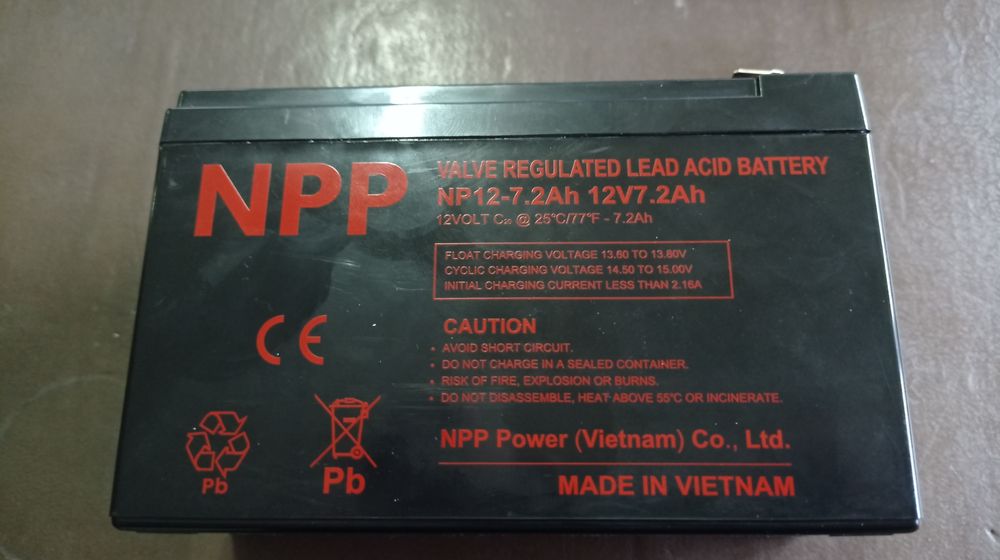 NPP
VALVE REGULATED LEAD ACID BATTERY
NP12-7.2Ah 12V7.2Ah
12VOLT C₂₀ @ 25°C/77°F - 7.2Ah
FLOAT CHARGING VOLTAGE 13.60 TO 13.80V
CYCLIC CHARGING VOLTAGE 14.50 TO 15.00V
INITIAL CHARGING CURRENT LESS THAN 2.16A
CE
CAUTION
• AVOID SHORT CIRCUIT.
• DO NOT CHARGE IN A SEALED CONTAINER.
• RISK OF FIRE, EXPLOSION OR BURNS.
• DO NOT DISASSEMBLE, HEAT ABOVE 55°C OR INCINERATE.
Pb
Pb
NPP Power (Vietnam) Co., Ltd.
MADE IN VIETNAM